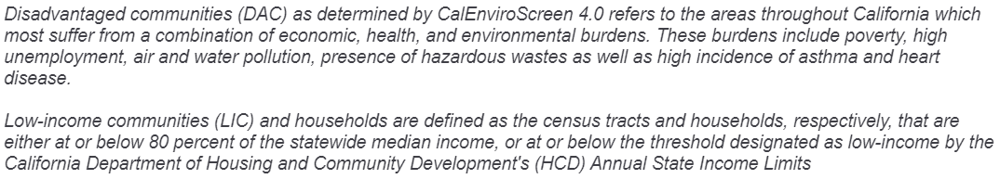 Disadvantaged communities (DAC) as determined by CalEnviroScreen 4.0 refers to the areas throughout California which
most suffer from a combination of economic, health, and environmental burdens. These burdens include poverty, high
unemployment, air and water pollution, presence of hazardous wastes as well as high incidence of asthma and heart
disease.
Low-income communities (LIC) and households are defined as the census tracts and households, respectively, that are
either at or below 80 percent of the statewide median income, or at or below the threshold designated as low-income by the
California Department of Housing and Community Development's (HCD) Annual State Income Limits